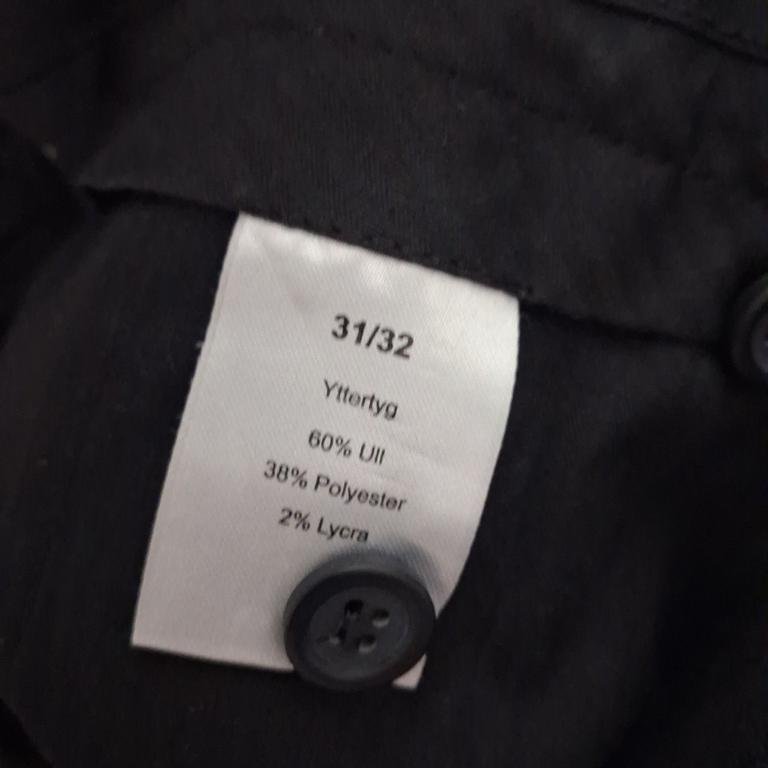 31/32
Yttertyg
60% Ull
38% Polyester
2% Lycra